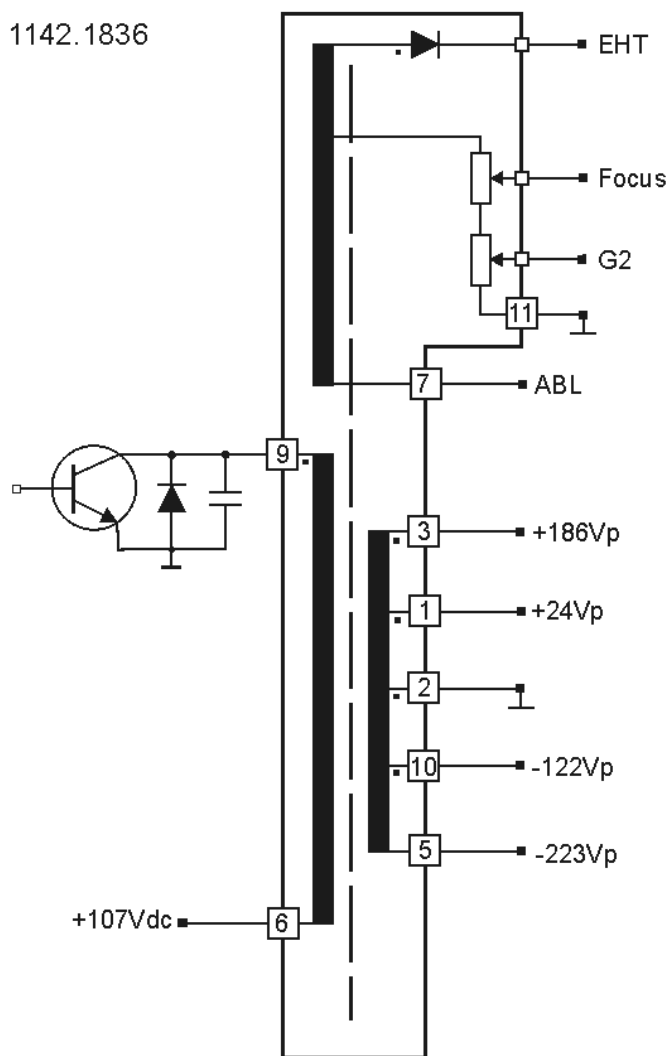 1142.1836
EHT
Focus
G2
11
7
ABL
9
3
+186Vp
1
+24Vp
2
10
-122Vp
5
-223Vp
+107Vdc
6